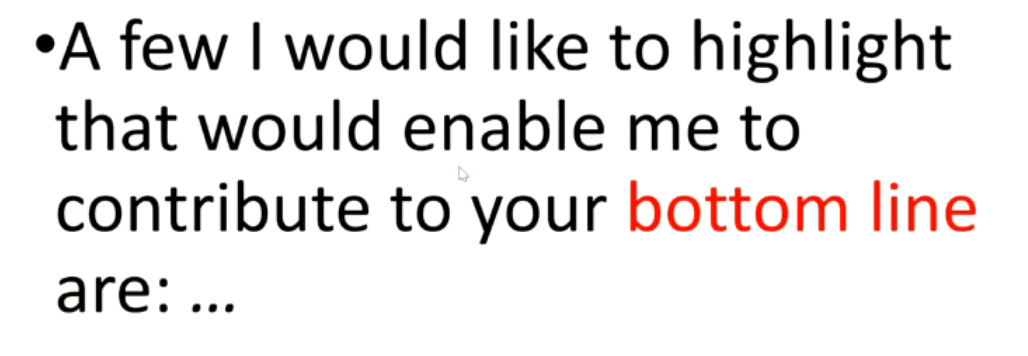 •A few I would like to highlight
that would enable me to
contribute to your bottom line
are: ...